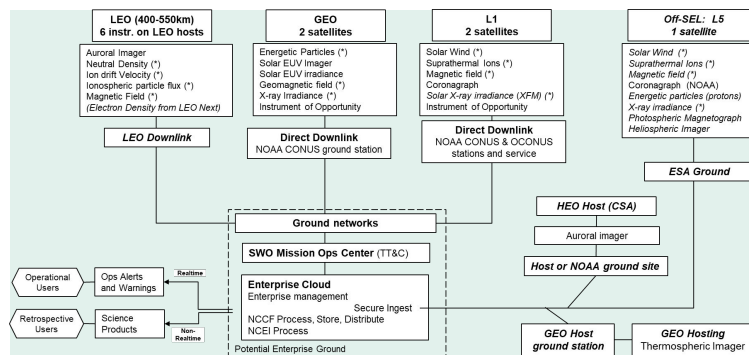 LEO (400-550km)
6 instr. on LEO hosts
Auroral Imager
Neutral Density (*)
Ion drift Velocity (*)
Ionospheric particle flux (*)
Magnetic Field (*)
(Electron Density from LEO Next)
LEO Downlink
GEO
2 satellites
Energetic Particles (*)
Solar EUV Imager
Solar EUV irradiance
Geomagnetic field (*)
X-ray Irradiance (*)
Instrument of Opportunity
Direct Downlink
NOAA CONUS ground station
L1
2 satellites
Solar Wind (*)
Suprathermal Ions (*)
Magnetic field (*)
Coronagraph
Solar X-ray irradiance (XFM) (*)
Instrument of Opportunity
Direct Downlink
NOAA CONUS & OCONUS
stations and service
Off-SEL: L5
1 satellite
Solar Wind (*)
Suprathermal Ions (*)
Magnetic field (*)
Coronagraph (NOAA)
Energetic particles (protons)
X-ray irradiance (*)
Photospheric Magnetograph
Heliospheric Imager
ESA Ground
HEO Host (CSA)
Auroral imager
Host or NOAA ground site
Ground networks
SWO Mission Ops Center (TT&C)
Enterprise Cloud
Enterprise management
Secure Ingest
NCCF Process, Store, Distribute
NCEI Process
Potential Enterprise Ground
Operational
Users
Ops Alerts
and Warnings
Realtime
Retrospective
Users
Science
Products
Non-
Realtime
GEO Host
ground station
GEO Hosting
Thermospheric Imager